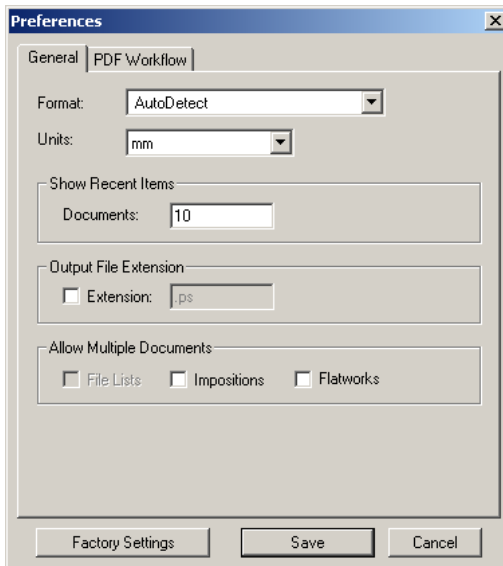 Preferences
General PDF Workflow
Format: AutoDetect
Units: mm
Show Recent Items
Documents: 10
Output File Extension
Extension: .ps
Allow Multiple Documents
File Lists Impositions Flatworks
Factory Settings Save Cancel